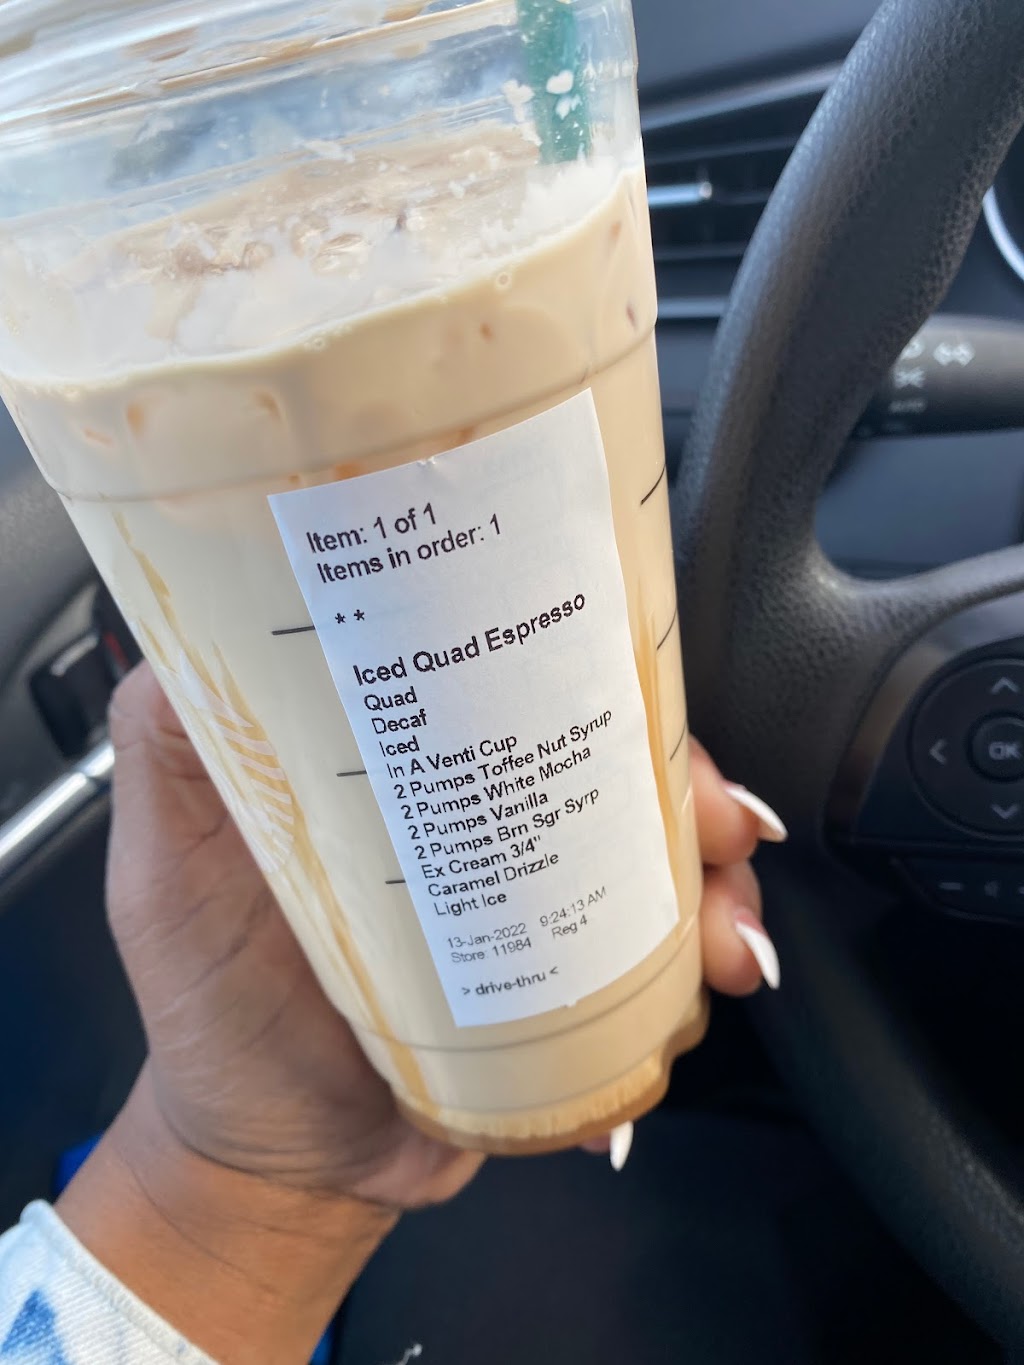 Item: 1 of 1
Items in order: 1
* *
Iced Quad Espresso
Quad
Decaf
Iced
In A Venti Cup
2 Pumps Toffee Nut Syrup
2 Pumps White Mocha
2 Pumps Vanilla
2 Pumps Brn Sgr Syrp
Ex Cream 3/4"
Caramel Drizzle
Light Ice
13-Jan-2022 9:24:13 AM
Store: 11984 Reg 4
> drive-thru <
AUTO
OK